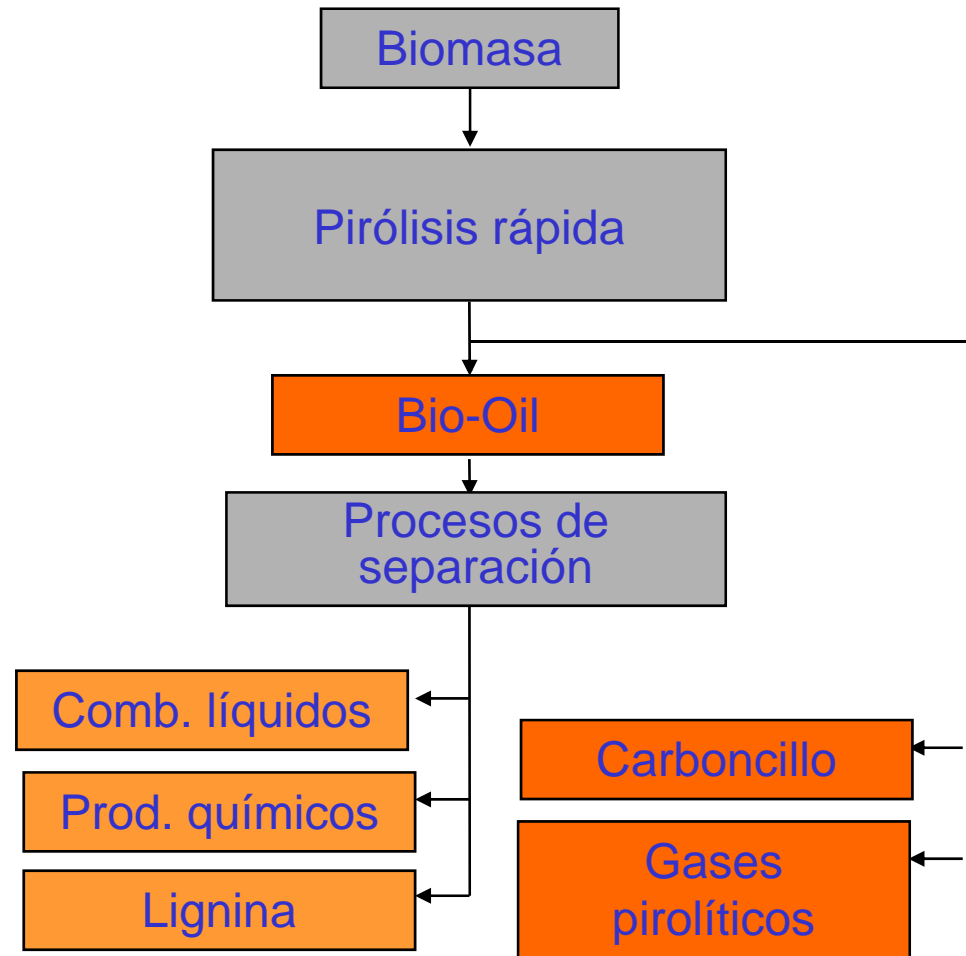 Biomasa
Pirólisis rápida
Bio-Oil
Procesos de
separación
Comb. líquidos
Prod. químicos
Lignina
Carboncillo
Gases
pirolíticos